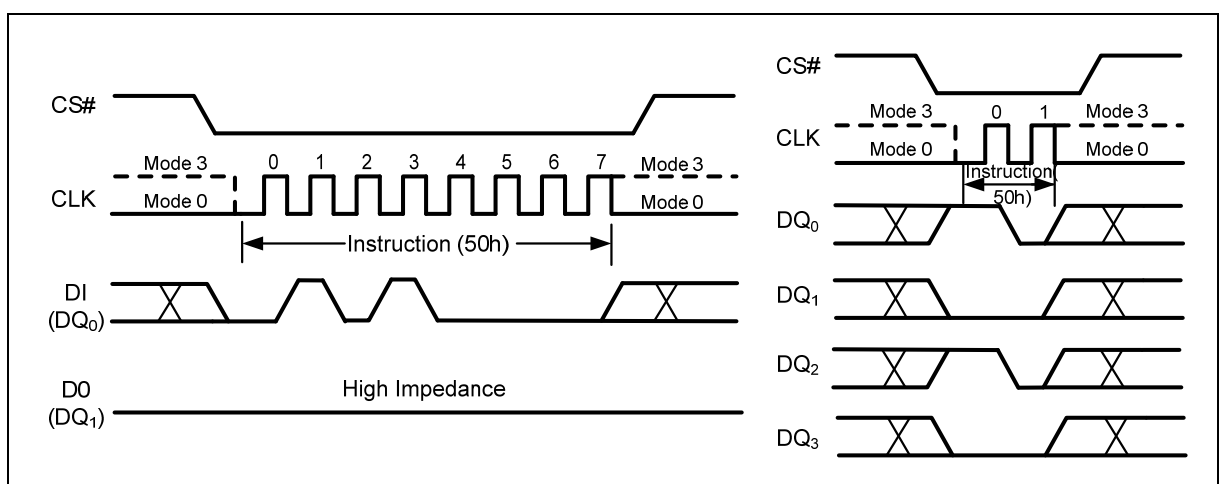 CS#
Mode 3 0 1 2 3 4 5 6 7 Mode 3
CLK
Mode 0 Mode 0
Instruction (50h)
DI
(DQ0)
D0
(DQ1)
High Impedance
CS#
Mode 3 0 1 Mode 3
CLK
Mode 0 Mode 0
Instruction(
50h)
DQ0
DQ1
DQ2
DQ3